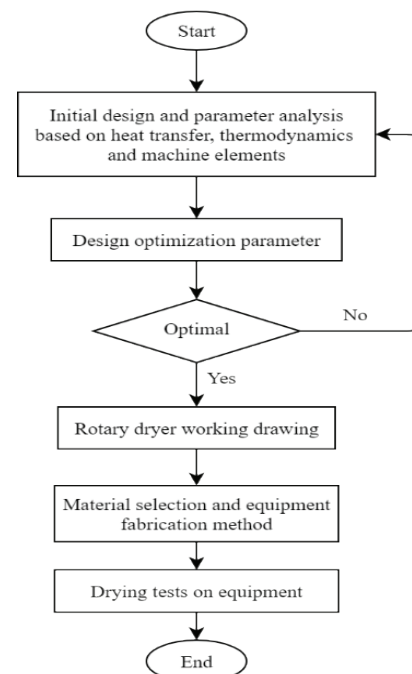 Start
Initial design and parameter analysis
based on heat transfer, thermodynamics
and machine elements
Design optimization parameter
Optimal
No
Yes
Rotary dryer working drawing
Material selection and equipment
fabrication method
Drying tests on equipment
End